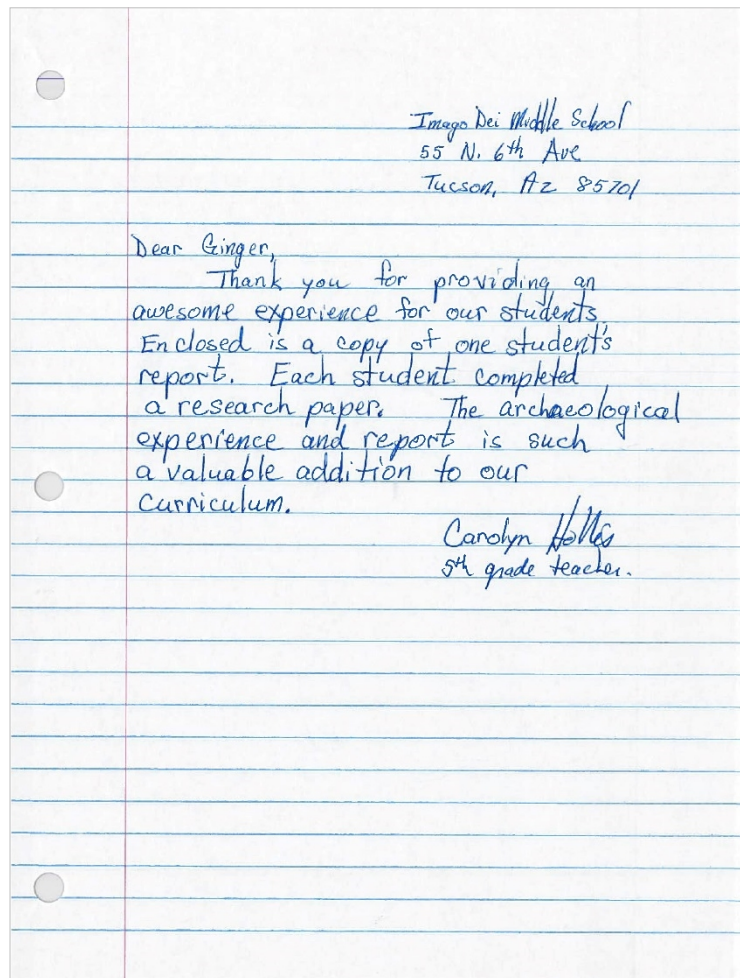 Imago Dei Middle School
55 N. 6th Ave
Tucson, Az 85701
Dear Ginger,
Thank you for providing an
awesome experience for our students.
Enclosed is a copy of one student's
report. Each student completed
a research paper. The archaeological
experience and report is such
a valuable addition to our
Curriculum.
Carolyn
5th grade teacher.